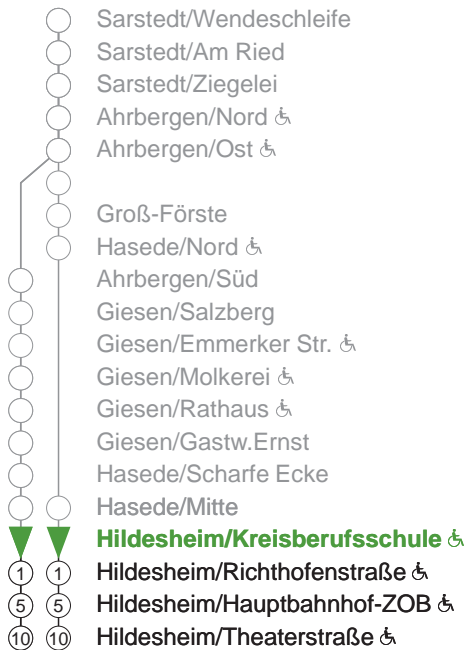 Sarstedt/Wendeschleife
Sarstedt/Am Ried
Sarstedt/Ziegelei
Ahrbergen/Nord
Ahrbergen/Ost
Groß-Förste
Hasede/Nord
Ahrbergen/Süd
Giesen/Salzberg
Giesen/Emmerker Str.
Giesen/Molkerei
Giesen/Rathaus
Giesen/Gastw.Ernst
Hasede/Scharfe Ecke
Hasede/Mitte
Hildesheim/Kreisberufsschule
1 1 Hildesheim/Richthofenstraße
5 5 Hildesheim/Hauptbahnhof-ZOB
10 10 Hildesheim/Theaterstraße